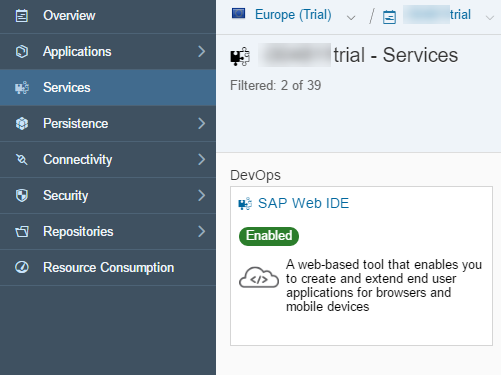 Overview
Applications
Services
Persistence
Connectivity
Security
Repositories
Resource Consumption
Europe (Trial) / trial
trial - Services
Filtered: 2 of 39
DevOps
SAP Web IDE
Enabled
A web-based tool that enables you
to create and extend end user
applications for browsers and
mobile devices